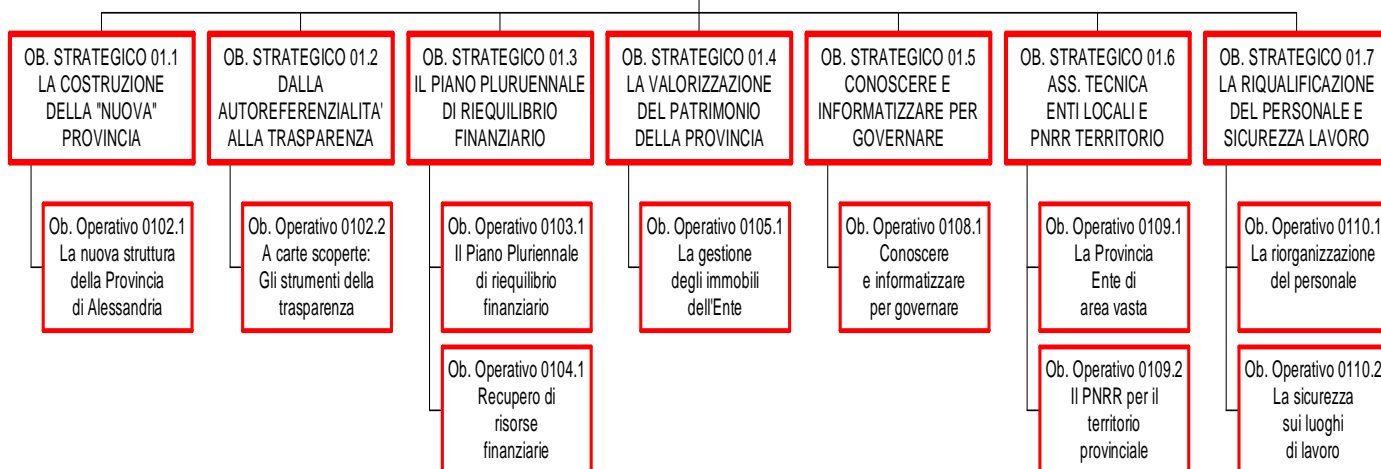 OB. STRATEGICO 01.1
LA COSTRUZIONE
DELLA "NUOVA"
PROVINCIA
OB. STRATEGICO 01.2
DALLA
AUTOREFERENZIALITA'
ALLA TRASPARENZA
OB. STRATEGICO 01.3
IL PIANO PLURUENNALE
DI RIEQUILIBRIO
FINANZIARIO
OB. STRATEGICO 01.4
LA VALORIZZAZIONE
DEL PATRIMONIO
DELLA PROVINCIA
OB. STRATEGICO 01.5
CONOSCERE E
INFORMATIZZARE PER
GOVERNARE
OB. STRATEGICO 01.6
ASS. TECNICA
ENTI LOCALI E
PNRR TERRITORIO
OB. STRATEGICO 01.7
LA RIQUALIFICAZIONE
DEL PERSONALE E
SICUREZZA LAVORO
Ob. Operativo 0102.1
La nuova struttura
della Provincia
di Alessandria
Ob. Operativo 0102.2
A carte scoperte:
Gli strumenti della
trasparenza
Ob. Operativo 0103.1
Il Piano Pluriennale
di riequilibrio
finanziario
Ob. Operativo 0105.1
La gestione
degli immobili
dell'Ente
Ob. Operativo 0108.1
Conoscere
e informatizzare
per governare
Ob. Operativo 0109.1
La Provincia
Ente di
area vasta
Ob. Operativo 0110.1
La riorganizzazione
del personale
Ob. Operativo 0104.1
Recupero di
risorse
finanziarie
Ob. Operativo 0109.2
Il PNRR per il
territorio
provinciale
Ob. Operativo 0110.2
La sicurezza
sui luoghi
di lavoro